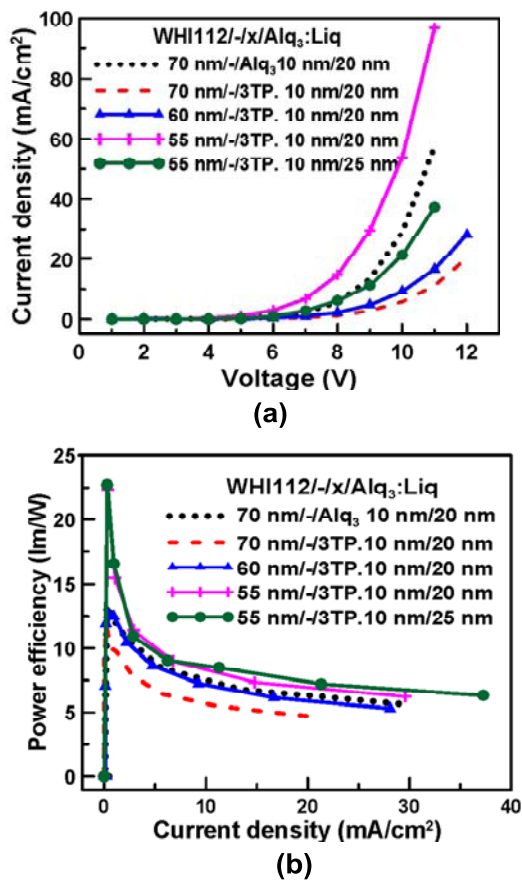 100
80
60
40
20
0
Current density (mA/cm²)
WHI112/-/x/Alq₃:Liq
70 nm/-/Alq₃10 nm/20 nm
70 nm/-/3TP. 10 nm/20 nm
60 nm/-/3TP. 10 nm/20 nm
55 nm/-/3TP. 10 nm/20 nm
55 nm/-/3TP. 10 nm/25 nm
0 2 4 6 8 10 12
Voltage (V)
(a)
25
20
15
10
5
0
Power efficiency (lm/W)
WHI112/-/x/Alq₃:Liq
70 nm/-/Alq₃ 10 nm/20 nm
70 nm/-/3TP.10 nm/20 nm
60 nm/-/3TP.10 nm/20 nm
55 nm/-/3TP.10 nm/20 nm
55 nm/-/3TP.10 nm/25 nm
0 10 20 30 40
Current density (mA/cm²)
(b)